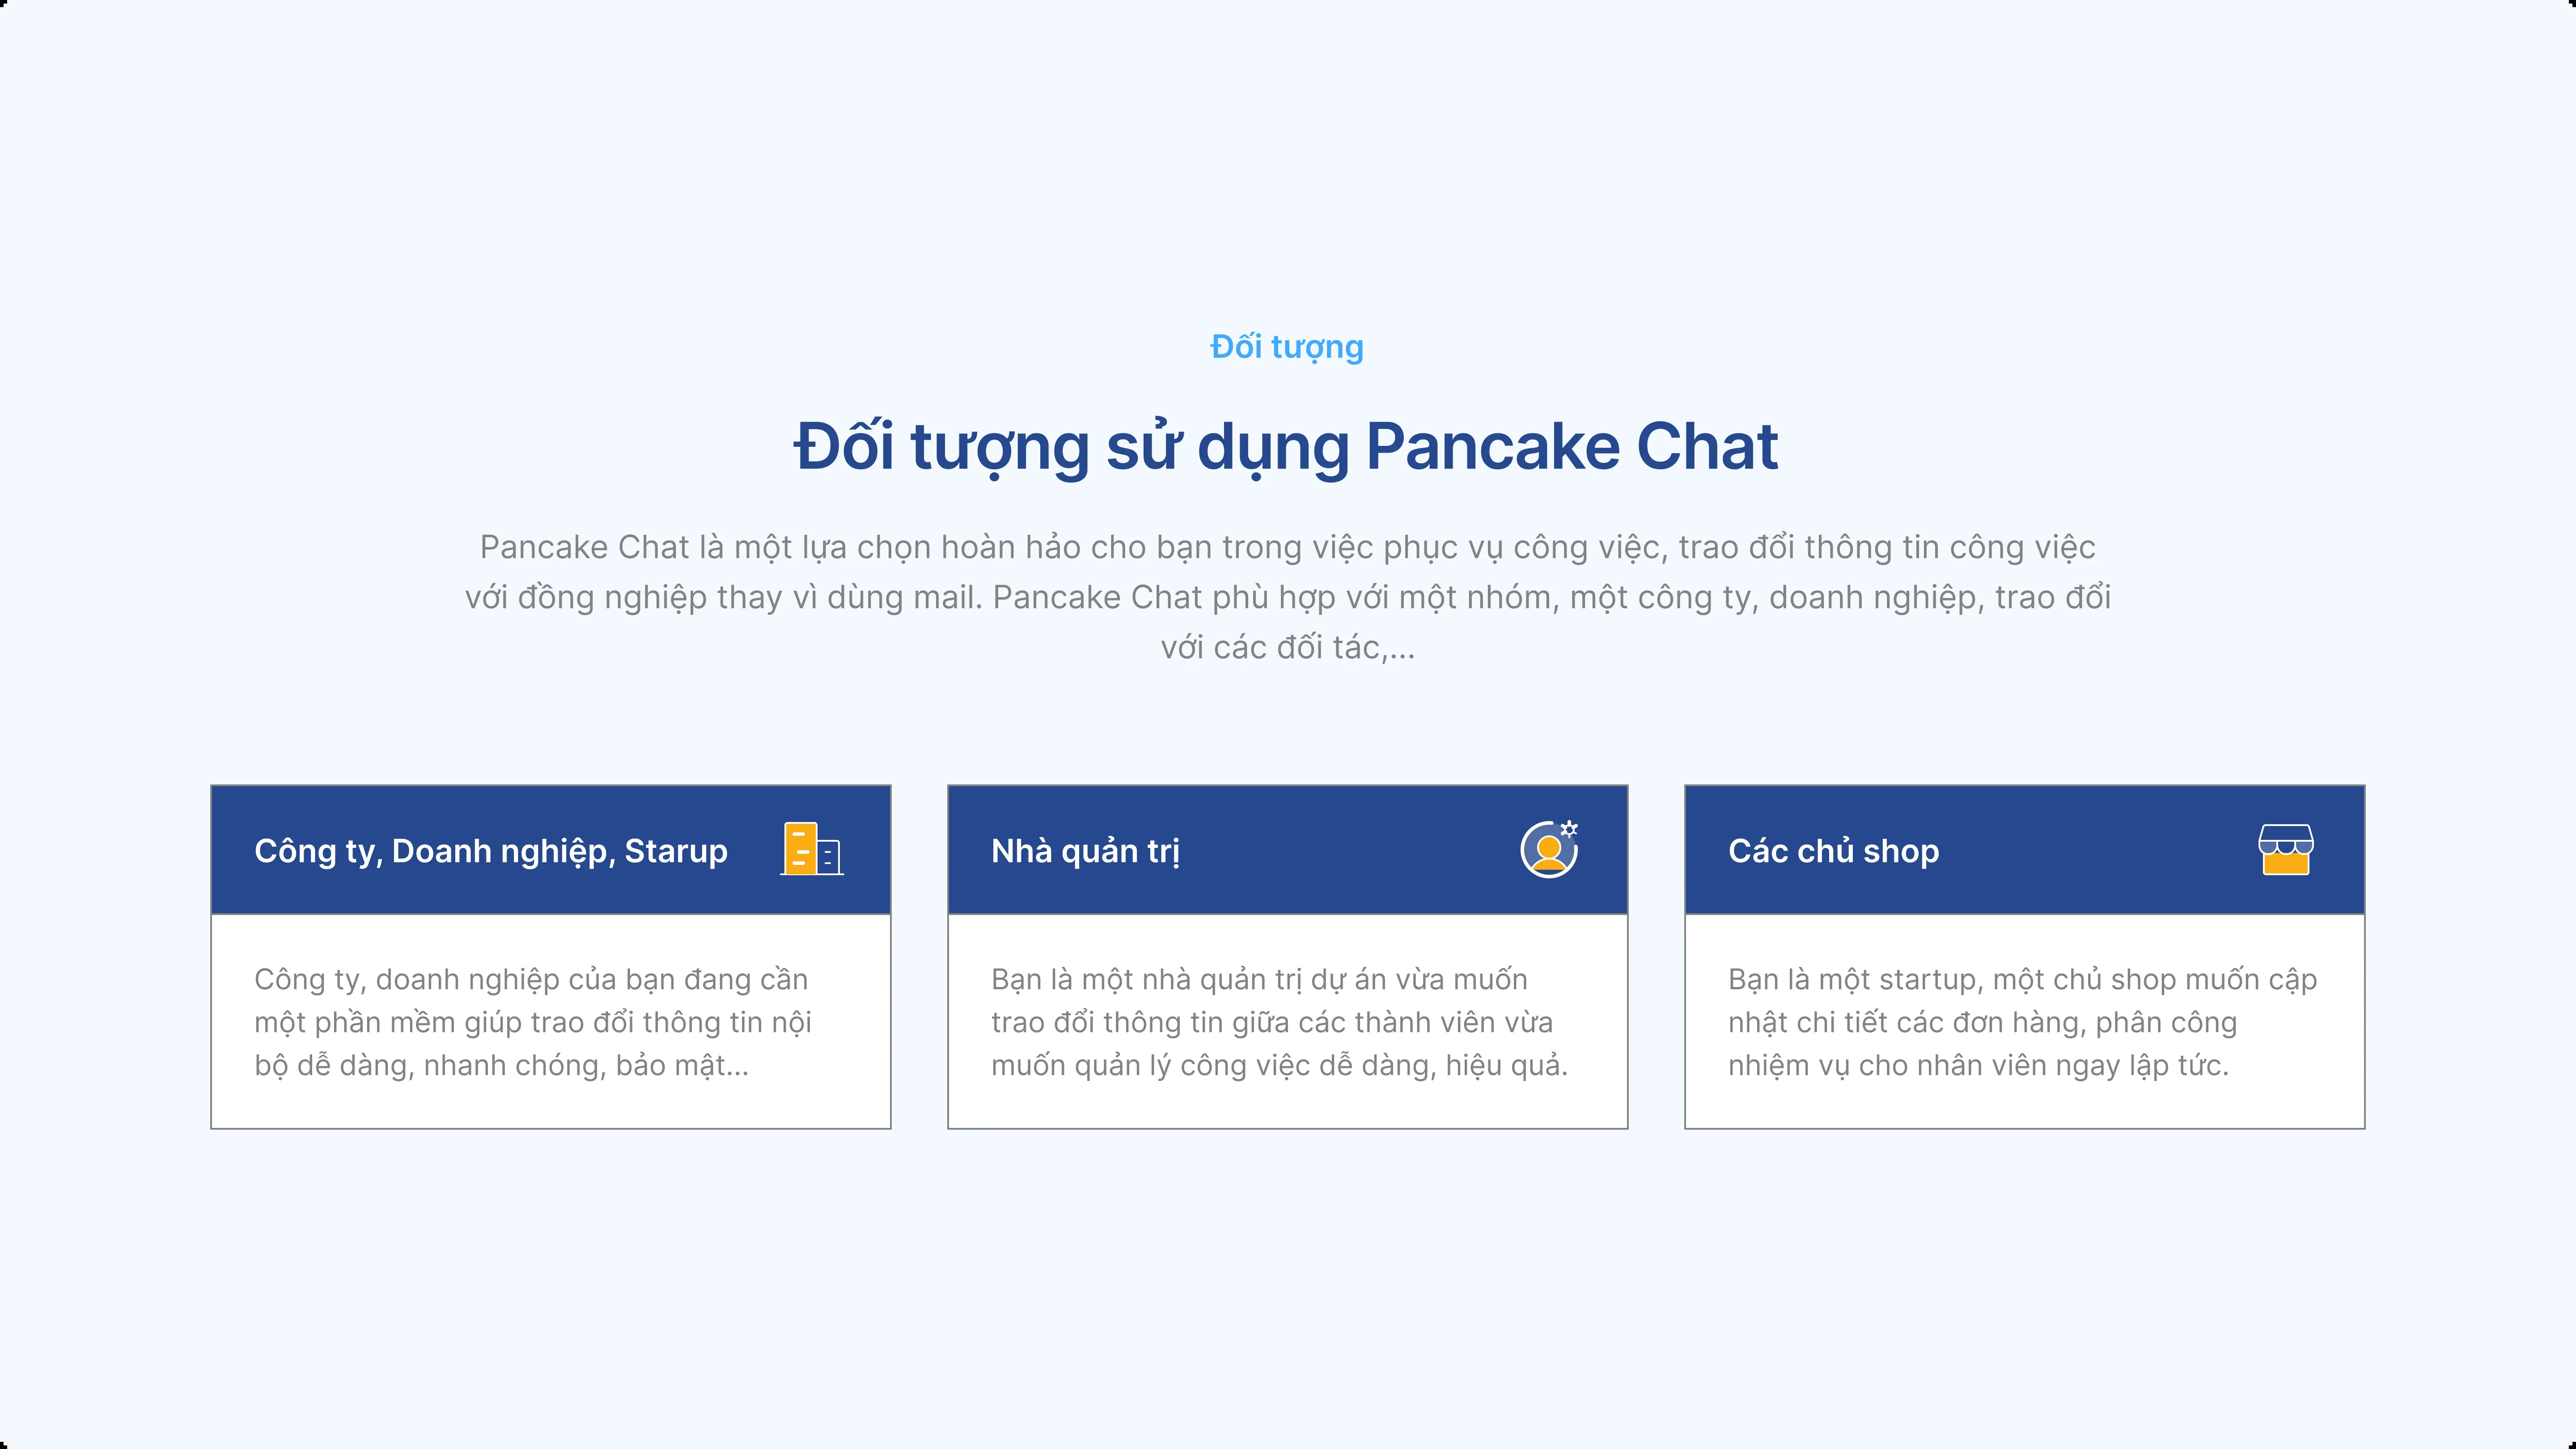 Đối tượng
Đối tượng sử dụng Pancake Chat
Pancake Chat là một lựa chọn hoàn hảo cho bạn trong việc phục vụ công việc, trao đổi thông tin công việc
với đồng nghiệp thay vì dùng mail. Pancake Chat phù hợp với một nhóm, một công ty, doanh nghiệp, trao đổi
với các đối tác,...
Công ty, Doanh nghiệp, Starup
Công ty, doanh nghiệp của bạn đang cần
một phần mềm giúp trao đổi thông tin nội
bộ dễ dàng, nhanh chóng, bảo mật...
Nhà quản trị
Bạn là một nhà quản trị dự án vừa muốn
trao đổi thông tin giữa các thành viên vừa
muốn quản lý công việc dễ dàng, hiệu quả.
Các chủ shop
Bạn là một startup, một chủ shop muốn cập
nhật chi tiết các đơn hàng, phân công
nhiệm vụ cho nhân viên ngay lập tức.